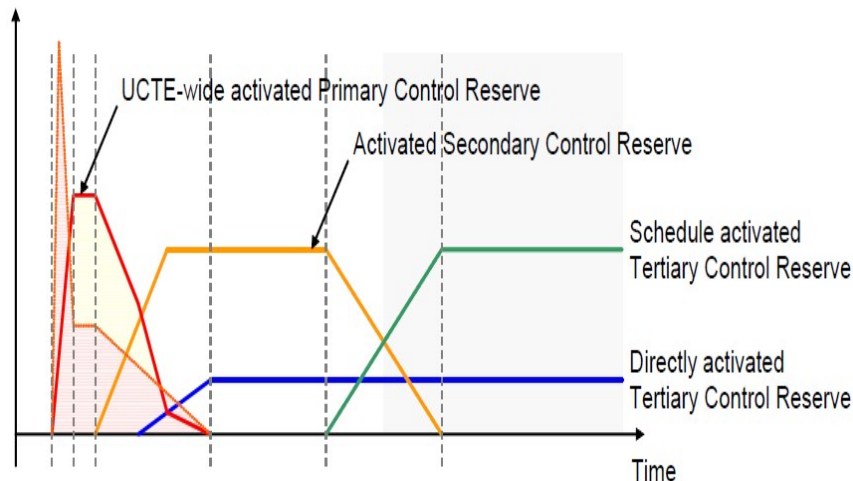 UCTE-wide activated Primary Control Reserve
Activated Secondary Control Reserve
Schedule activated
Tertiary Control Reserve
Directly activated
Tertiary Control Reserve
Time